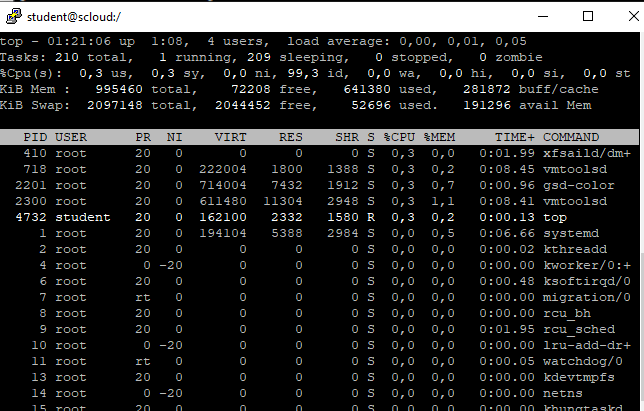 student@scloud:/
top - 01:21:06 up  1:08,  4 users,  load average: 0,00, 0,01, 0,05
Tasks: 210 total,   1 running, 209 sleeping,   0 stopped,   0 zombie
%Cpu(s):  0,3 us,  0,3 sy,  0,0 ni, 99,3 id,  0,0 wa,  0,0 hi,  0,0 si,  0,0 st
KiB Mem :   995460 total,    72208 free,   641380 used,   281872 buff/cache
KiB Swap:  2097148 total,  2044452 free,    52696 used.   191296 avail Mem
PID USER      PR  NI    VIRT    RES    SHR S %CPU %MEM     TIME+ COMMAND
410 root      20   0       0      0      0 S  0,3  0,0   0:01.99 xfsaild/dm+
718 root      20   0  222004   1800   1388 S  0,3  0,2   0:08.45 vmtoolsd
2201 root      20   0  714004   7432   1912 S  0,3  0,7   0:00.96 gsd-color
2300 root      20   0  611480  11304   2948 S  0,3  1,1   0:08.41 vmtoolsd
4732 student   20   0  162100   2332   1580 R  0,3  0,2   0:00.13 top
1 root      20   0  194104   5388   2984 S  0,0  0,5   0:06.66 systemd
2 root      20   0       0      0      0 S  0,0  0,0   0:00.02 kthreadd
4 root       0 -20       0      0      0 S  0,0  0,0   0:00.00 kworker/0:+
6 root      20   0       0      0      0 S  0,0  0,0   0:00.48 ksoftirqd/0
7 root      rt   0       0      0      0 S  0,0  0,0   0:00.00 migration/0
8 root      20   0       0      0      0 S  0,0  0,0   0:00.00 rcu_bh
9 root      20   0       0      0      0 S  0,0  0,0   0:01.95 rcu_sched
10 root       0 -20       0      0      0 S  0,0  0,0   0:00.00 lru-add-dr+
11 root      rt   0       0      0      0 S  0,0  0,0   0:00.05 watchdog/0
13 root      20   0       0      0      0 S  0,0  0,0   0:00.00 kdevtmpfs
14 root       0 -20       0      0      0 S  0,0  0,0   0:00.00 netns
15 root      20   0       0      0      0 S  0,0  0,0   0:00.00 khungtaskd